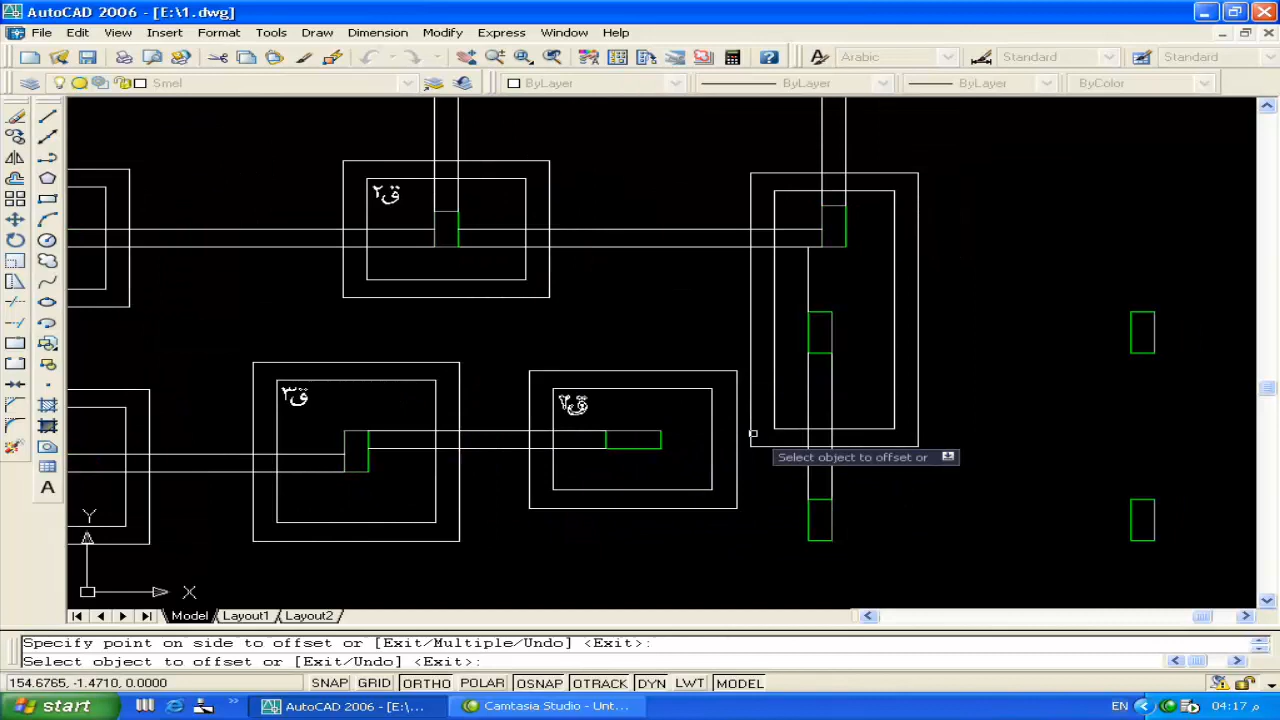 AutoCAD 2006 - [E:\1.dwg]
File Edit View Insert Format Tools Draw Dimension Modify Express Window Help
Arabic Standard Standard
Smel ByLayer ByLayer ByLayer ByColor
ق٢
ق٣
Select object to offset or
Y
X
Model Layout1 Layout2
Specify point on side to offset or [Exit/Multiple/Undo] <Exit>:
Select object to offset or [Exit/Undo] <Exit>:
154.6765, -1.4710, 0.0000 SNAP GRID ORTHO POLAR OSNAP OTRACK DYN LWT MODEL
start AutoCAD 2006 - [E:\... Camtasia Studio - Unt... EN 04:17 م